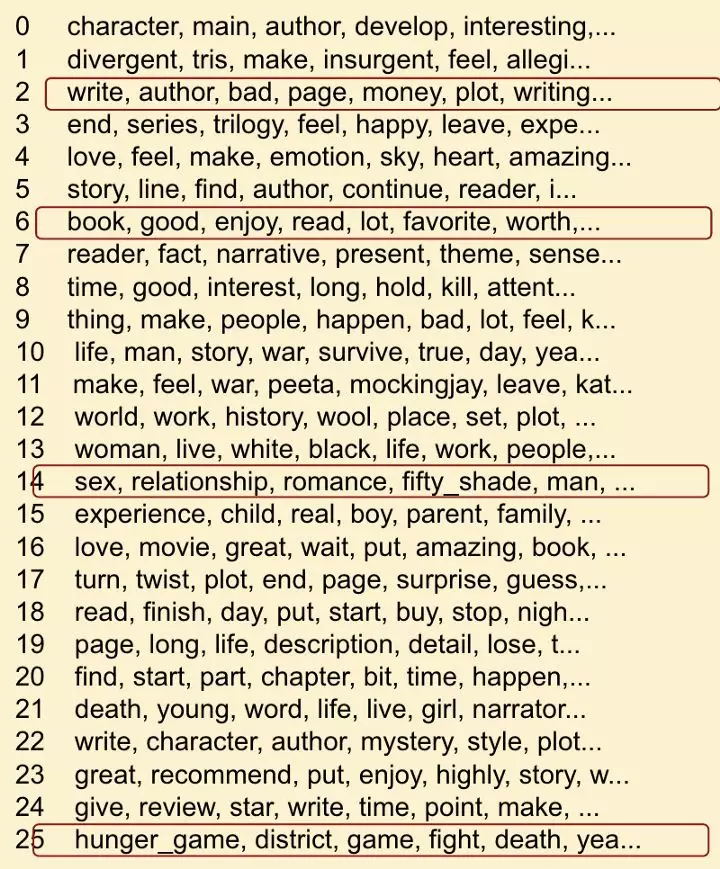 0 character, main, author, develop, interesting,...
1 divergent, tris, make, insurgent, feel, allegi...
2 write, author, bad, page, money, plot, writing...
3 end, series, trilogy, feel, happy, leave, expe...
4 love, feel, make, emotion, sky, heart, amazing...
5 story, line, find, author, continue, reader, i...
6 book, good, enjoy, read, lot, favorite, worth,...
7 reader, fact, narrative, present, theme, sense...
8 time, good, interest, long, hold, kill, attent...
9 thing, make, people, happen, bad, lot, feel, k...
10 life, man, story, war, survive, true, day, yea...
11 make, feel, war, peeta, mockingjay, leave, kat...
12 world, work, history, wool, place, set, plot, ...
13 woman, live, white, black, life, work, people,...
14 sex, relationship, romance, fifty_shade, man, ...
15 experience, child, real, boy, parent, family, ...
16 love, movie, great, wait, put, amazing, book, ...
17 turn, twist, plot, end, page, surprise, guess,...
18 read, finish, day, put, start, buy, stop, nigh...
19 page, long, life, description, detail, lose, t...
20 find, start, part, chapter, bit, time, happen,...
21 death, young, word, life, live, girl, narrator...
22 write, character, author, mystery, style, plot...
23 great, recommend, put, enjoy, highly, story, w...
24 give, review, star, write, time, point, make, ...
25 hunger_game, district, game, fight, death, yea...